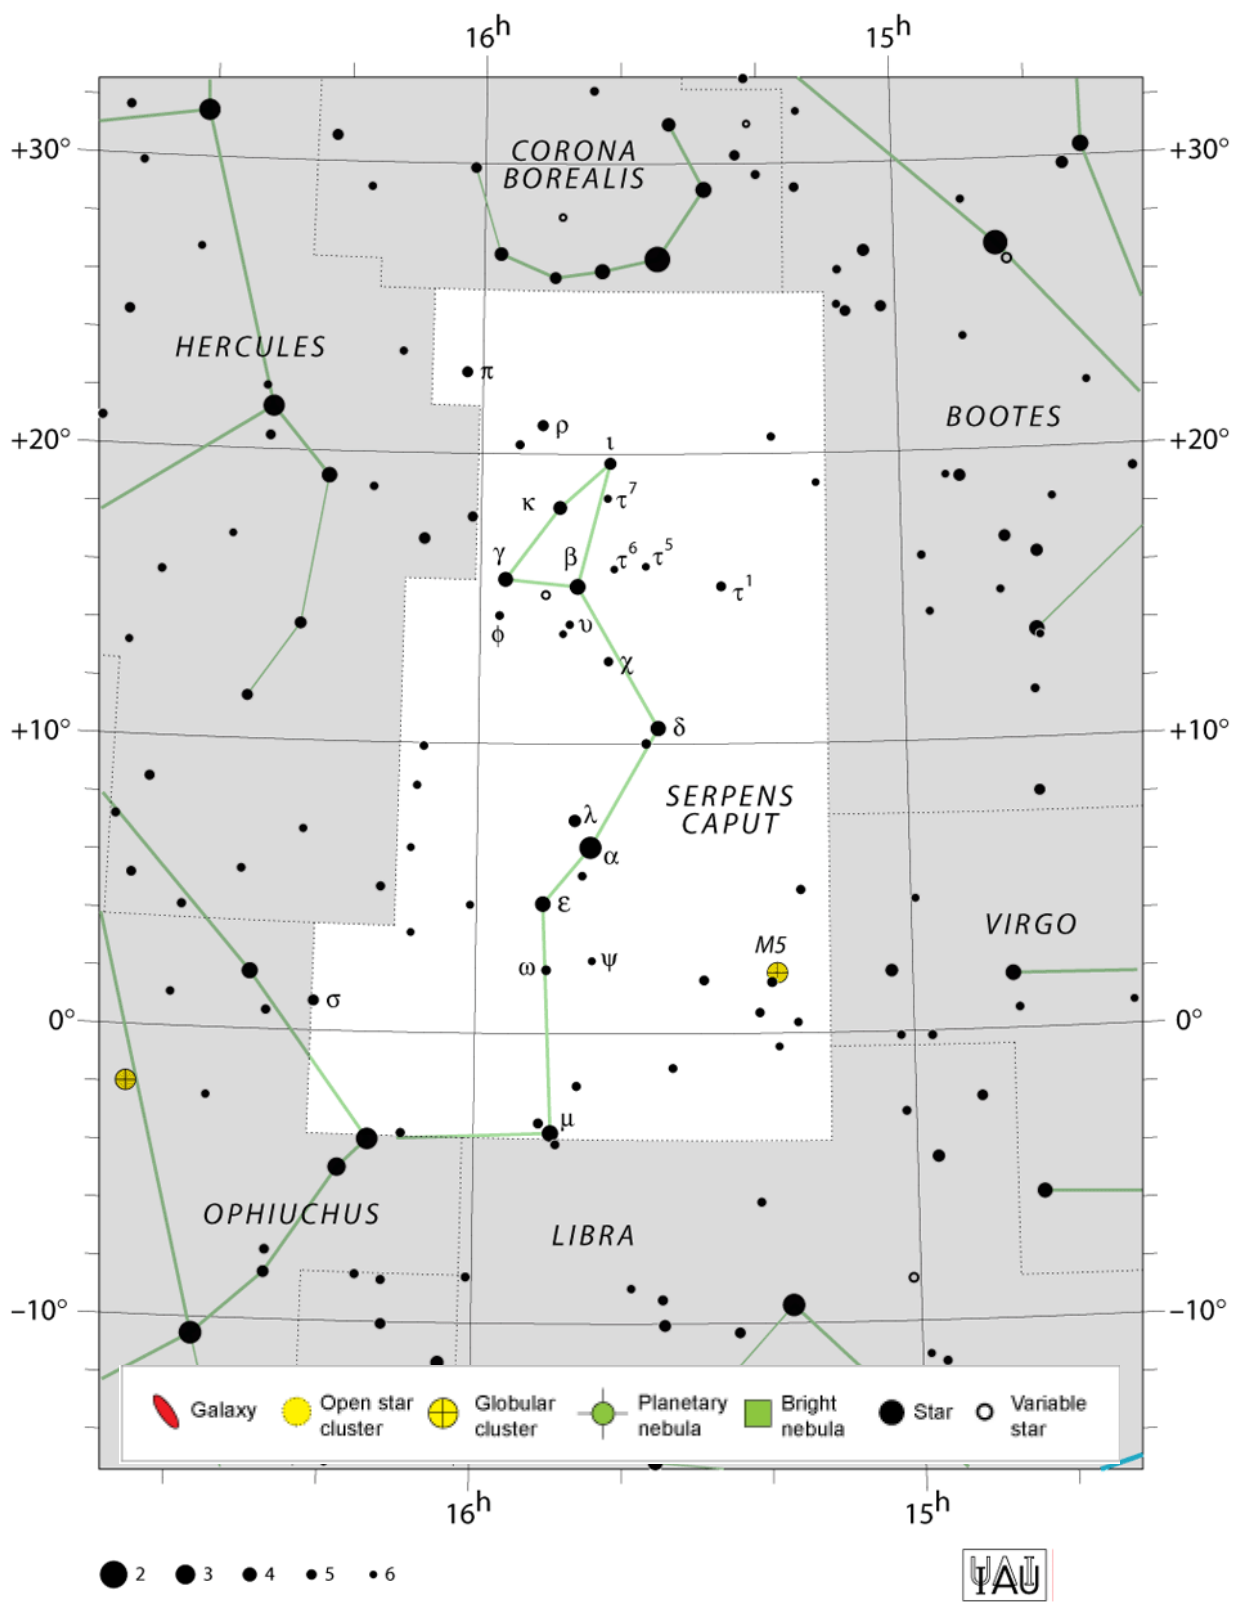 16h
15h
+30°
CORONA
BOREALIS
+30°
HERCULES
π
BOOTES
+20°
ρ
ι
+20°
κ
τ7
γ
β
τ6
τ5
τ1
φ
υ
χ
+10°
δ
+10°
SERPENS
CAPUT
λ
α
ε
M5
VIRGO
ω
ψ
σ
0°
0°
μ
OPHIUCHUS
LIBRA
−10°
−10°
Galaxy
Open star
cluster
Globular
cluster
Planetary
nebula
Bright
nebula
Star
Variable
star
16h
15h
2
3
4
5
6
IAU